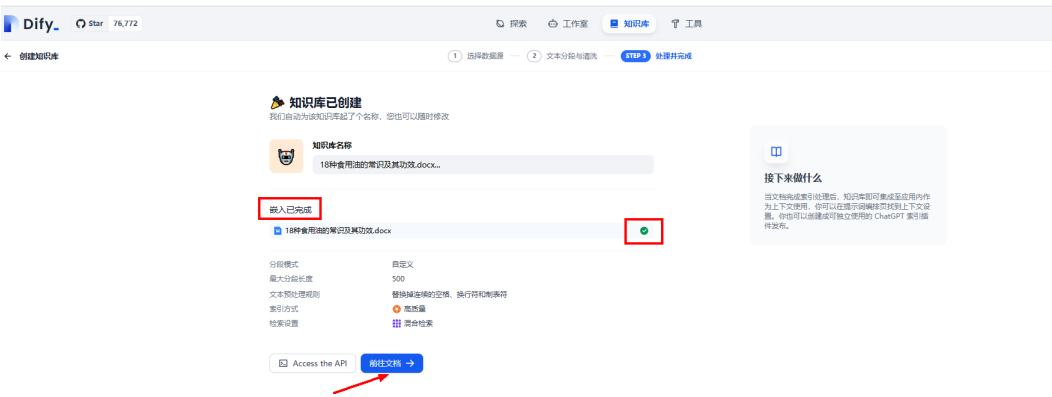 Dify_ Star 76,772 探索 工作室 知识库 工具
← 创建知识库 1 选择数据源 2 文本分段与清洗 STEP 3 处理并完成
知识库已创建
我们自动为该知识库起了个名称，您也可以随时修改
知识库名称
18种食用油的常识及其功效.docx...
嵌入已完成
18种食用油的常识及其功效.docx
分段模式 自定义
最大分段长度 500
文本预处理规则 替换掉连续的空格、换行符和制表符
索引方式 高质量
检索设置 混合检索
Access the API 前往文档 →
接下来做什么
当文档完成索引处理后，知识库即可集成至应用内作
为上下文使用，你可以在提示词编排页找到上下文设
置。你也可以创建成可独立使用的 ChatGPT 索引插
件发布。